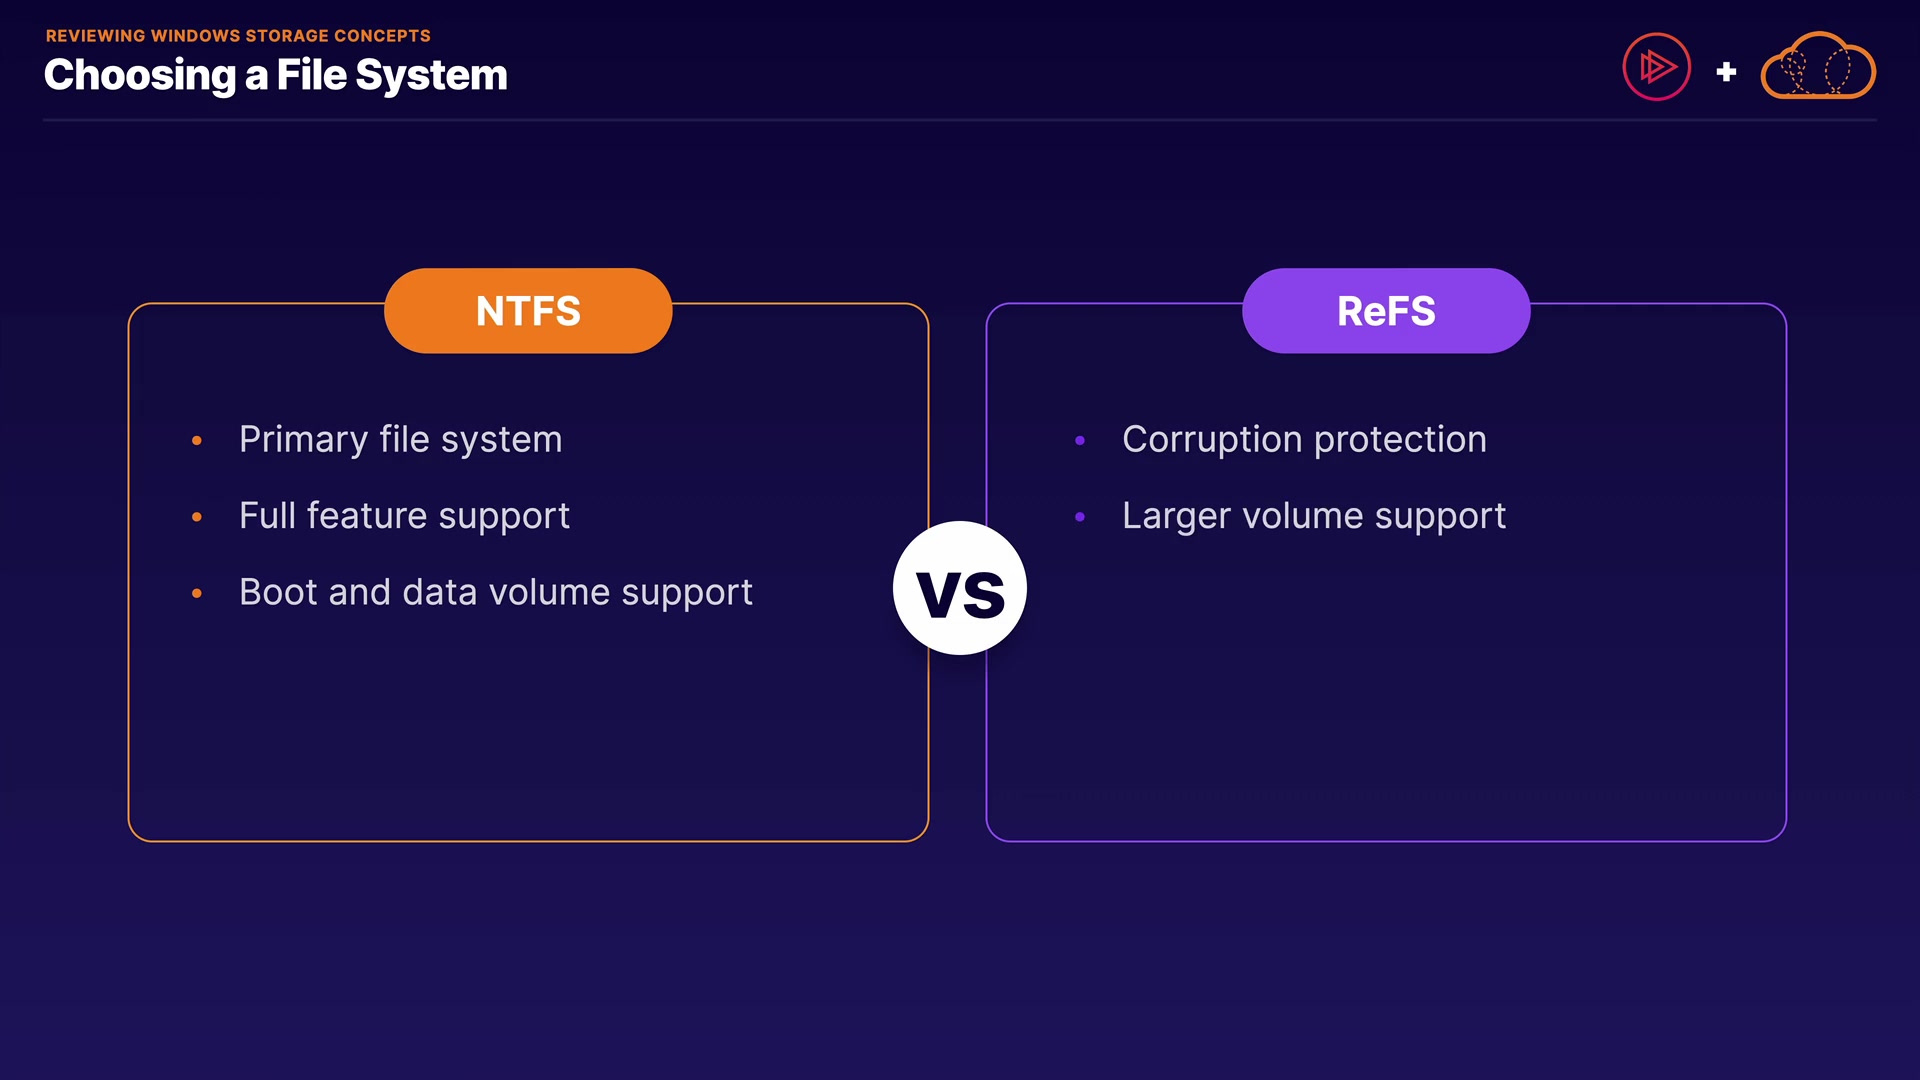 REVIEWING WINDOWS STORAGE CONCEPTS
Choosing a File System
+
NTFS
• Primary file system
• Full feature support
• Boot and data volume support
VS
ReFS
• Corruption protection
• Larger volume support